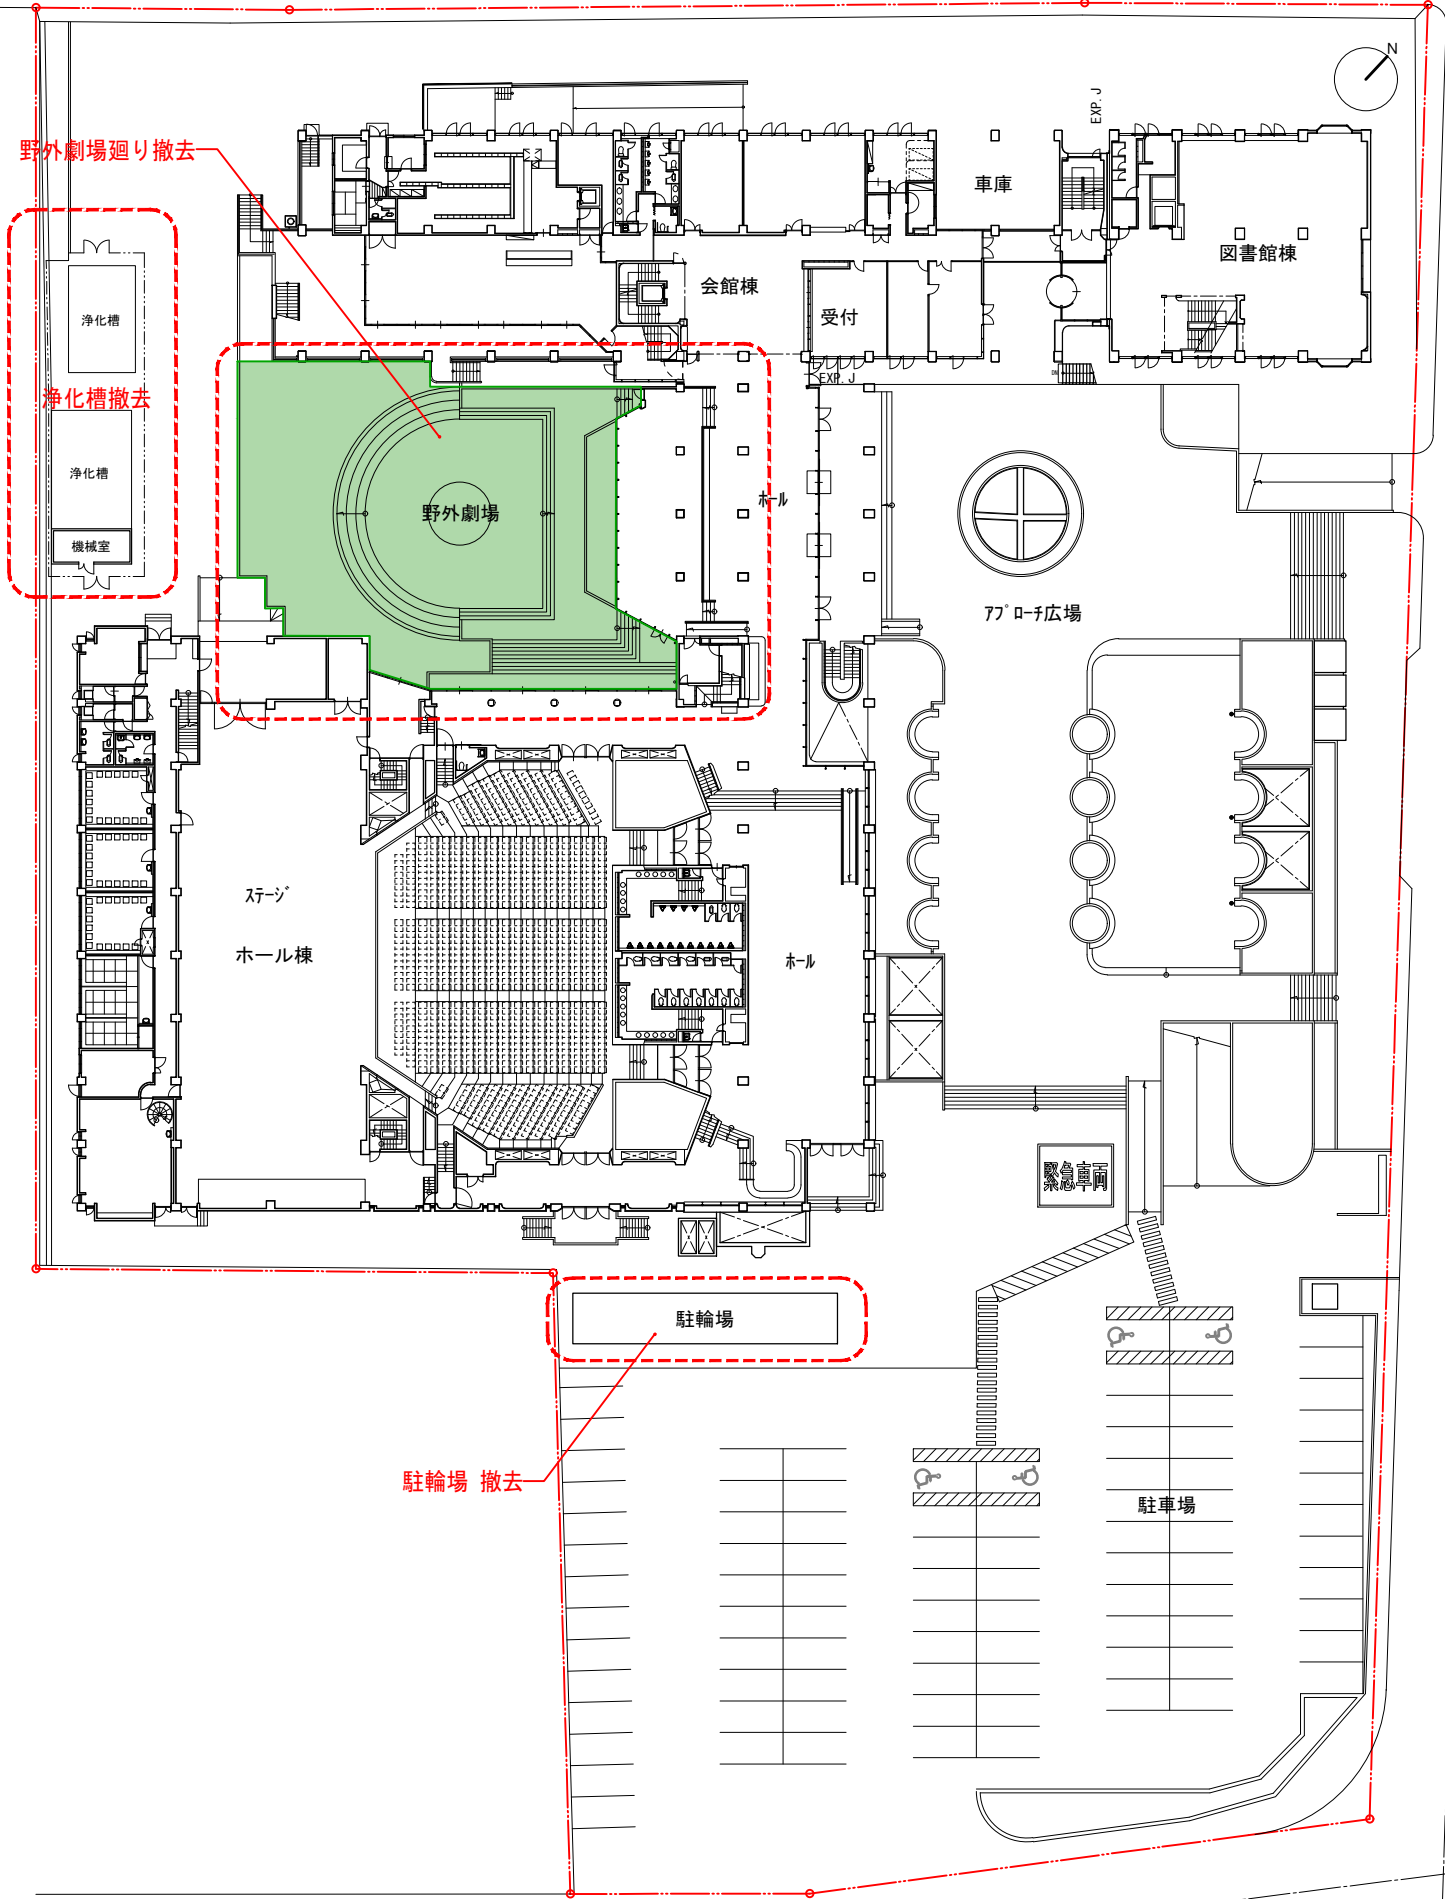 N
EXP.J
野外劇場廻り撤去
車庫
図書館棟
会館棟
受付
浄化槽
EXP.J
DN
浄化槽撤去
浄化槽
野外劇場
ホール
機械室
アプローチ広場
ステージ
ホール棟
ホール
緊急車両
駐輪場
駐輪場 撤去
駐車場